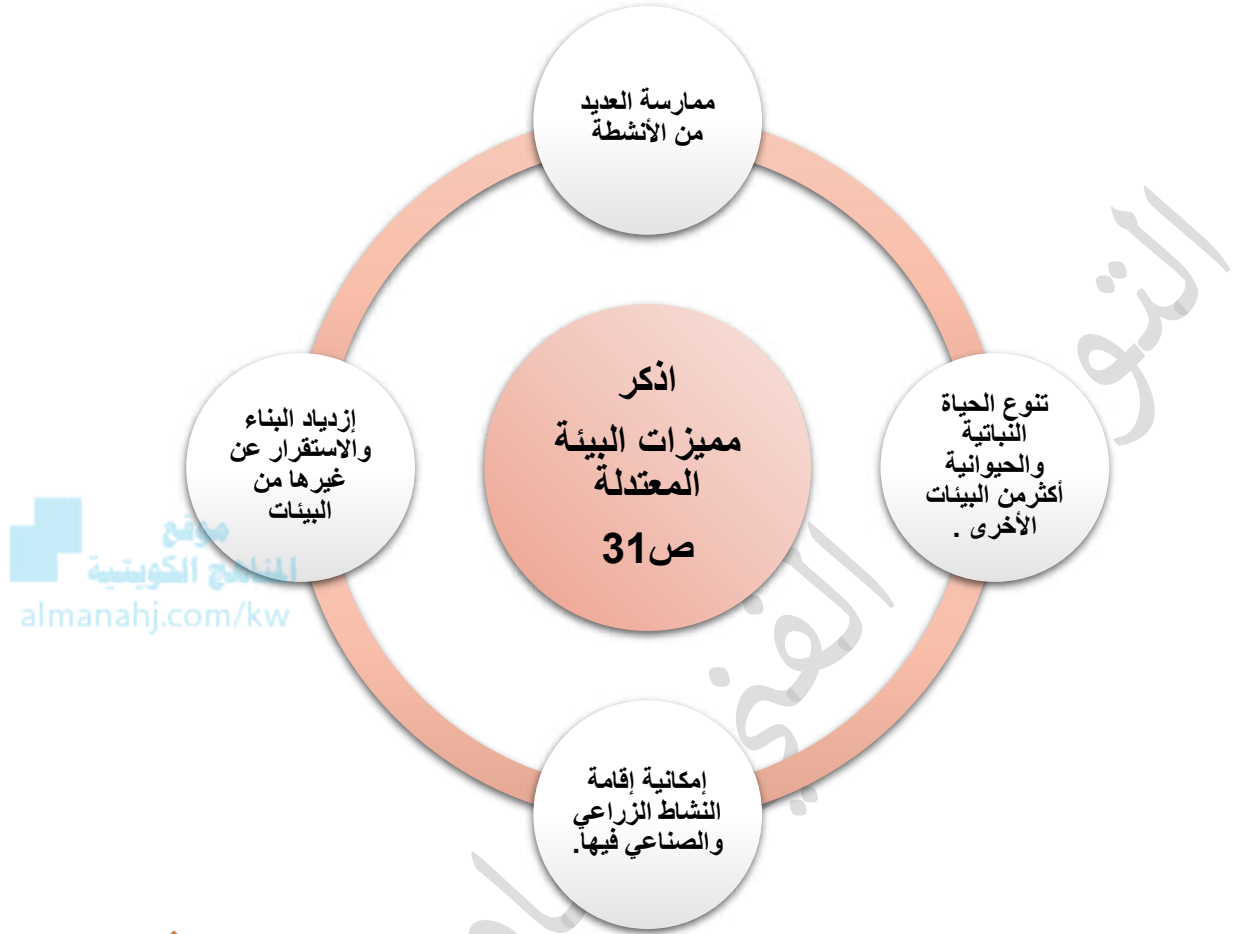 ممارسة العديد
من الأنشطة
اذكر
مميزات البيئة
المعتدلة
ص31
تنوع الحياة
النباتية
والحيوانية
أكثرمن البيئات
الأخرى .
إمكانية إقامة
النشاط الزراعي
والصناعي فيها.
إزدياد البناء
والاستقرار عن
غيرها من
البيئات
موقع
المناهج الكويتية
almanahj.com/kw